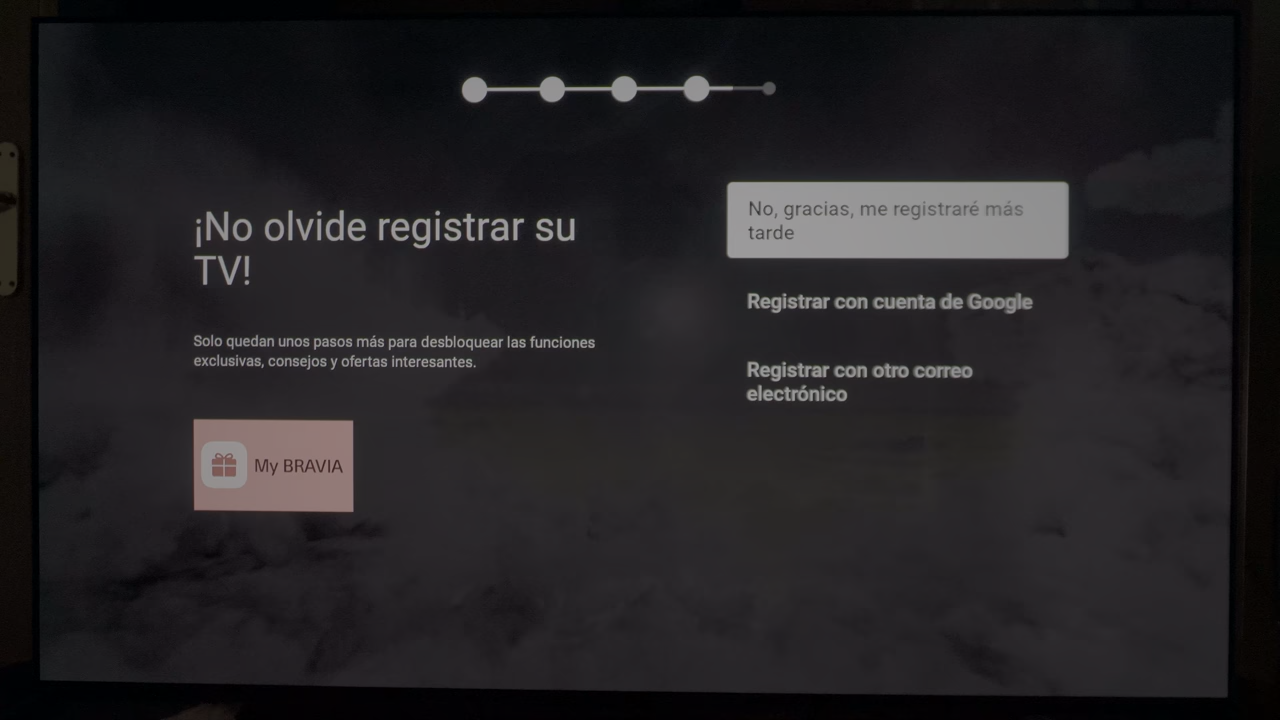 ¡No olvide registrar su
TV!
Solo quedan unos pasos más para desbloquear las funciones
exclusivas, consejos y ofertas interesantes.
My BRAVIA
No, gracias, me registraré más
tarde
Registrar con cuenta de Google
Registrar con otro correo
electrónico